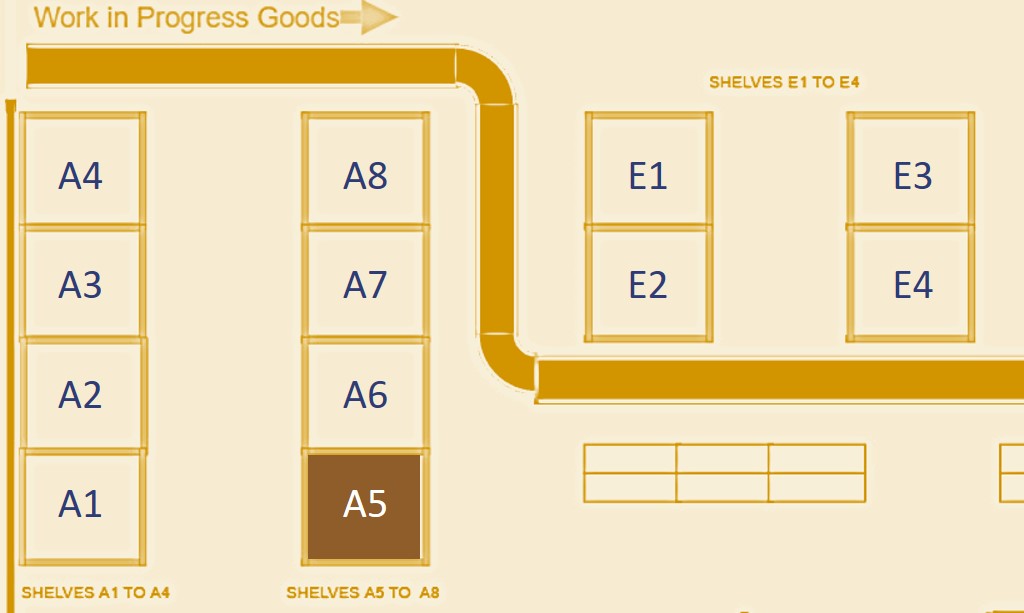 Work in Progress Goods
SHELVES E1 TO E4
A4
A8
E1
E3
A3
A7
E2
E4
A2
A6
A1
A5
SHELVES A1 TO A4
SHELVES A5 TO A8